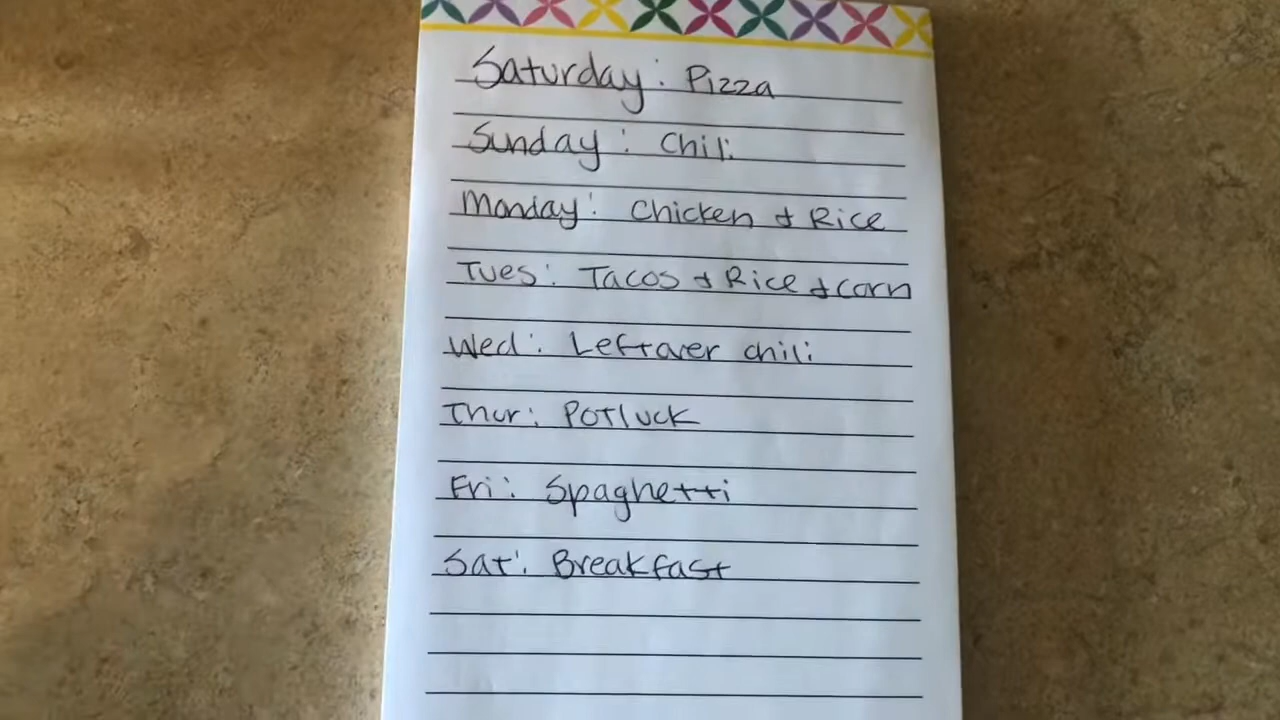 Saturday: Pizza
Sunday: Chili
Monday: Chicken & Rice
Tues: Tacos & Rice & corn
Wed: Leftover chili
Thur: Potluck
Fri: Spaghetti
Sat: Breakfast